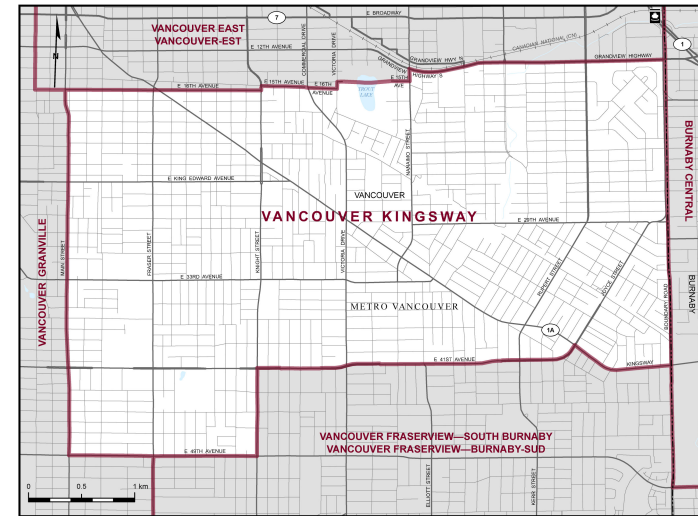 E BROADWAY
7
VANCOUVER EAST
VANCOUVER-EST
E 12TH AVENUE
COMMERCIAL DRIVE
VICTORIA DRIVE
CANADIAN NATIONAL (CN)
1
N
GRANDVIEW HWY S
GRANDVIEW HIGHWAY
GRANDVIEW
HIGHWAY S
E 15TH AVENUE
E 16TH
AVENUE
E 15TH
AVE
E 16TH AVENUE
TROUT
LAKE
NANAIMO STREET
BURNABY CENTRAL
E KING EDWARD AVENUE
VANCOUVER
VANCOUVER KINGSWAY
E 29TH AVENUE
VANCOUVER GRANVILLE
MAIN STREET
FRASER STREET
KNIGHT STREET
VICTORIA DRIVE
RUPERT STREET
JOYCE STREET
BOUNDARY ROAD
BURNABY
E 33RD AVENUE
METRO VANCOUVER
1A
E 41ST AVENUE
KINGSWAY
VANCOUVER FRASERVIEW—SOUTH BURNABY
VANCOUVER FRASERVIEW—BURNABY-SUD
E 49TH AVENUE
ELLIOTT STREET
KERR STREET
0 0.5 1 km